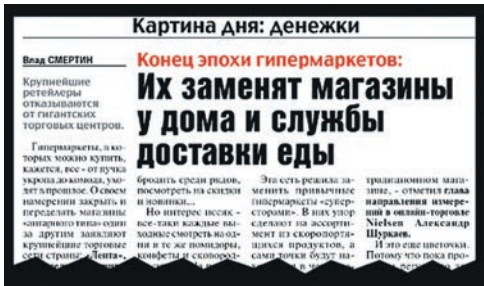 Картина дня: денежки
Влад СМЕРТИН
Крупнейшие
ретейлеры
отказываются
от гигантских
торговых центров.
Конец эпохи гипермаркетов:
Их заменят магазины
у дома и службы
доставки еды
Гипермаркеты, в ко-
торых можно купить,
кажется, все - от пучка
укропа до комода, ухо-
дят в прошлое. О своем
намерении закрыть и
переделать магазины
«ангарного типа» один
за другим заявляют
крупнейшие торговые
сети страны: «Лента»,
бродить среди рядов,
посмотреть на скидки
и новинки...
Но интерес иссяк -
все-таки каждые вы-
ходные смотреть на од-
ни и те же помидоры,
конфеты и сковород-
Эта сеть решила за-
менить привычные
гипермаркеты «супер-
сторами». В них упор
сделают на ассорти-
мент из скоропортя-
щихся продуктов, а
сами точки будут на-
традиционном мага-
зине, - отметил глава
направления измере-
ний в онлайн-торговле
Nielsen Александр
Шуркаев.
И это еще цветочки.
Потому что пока про-